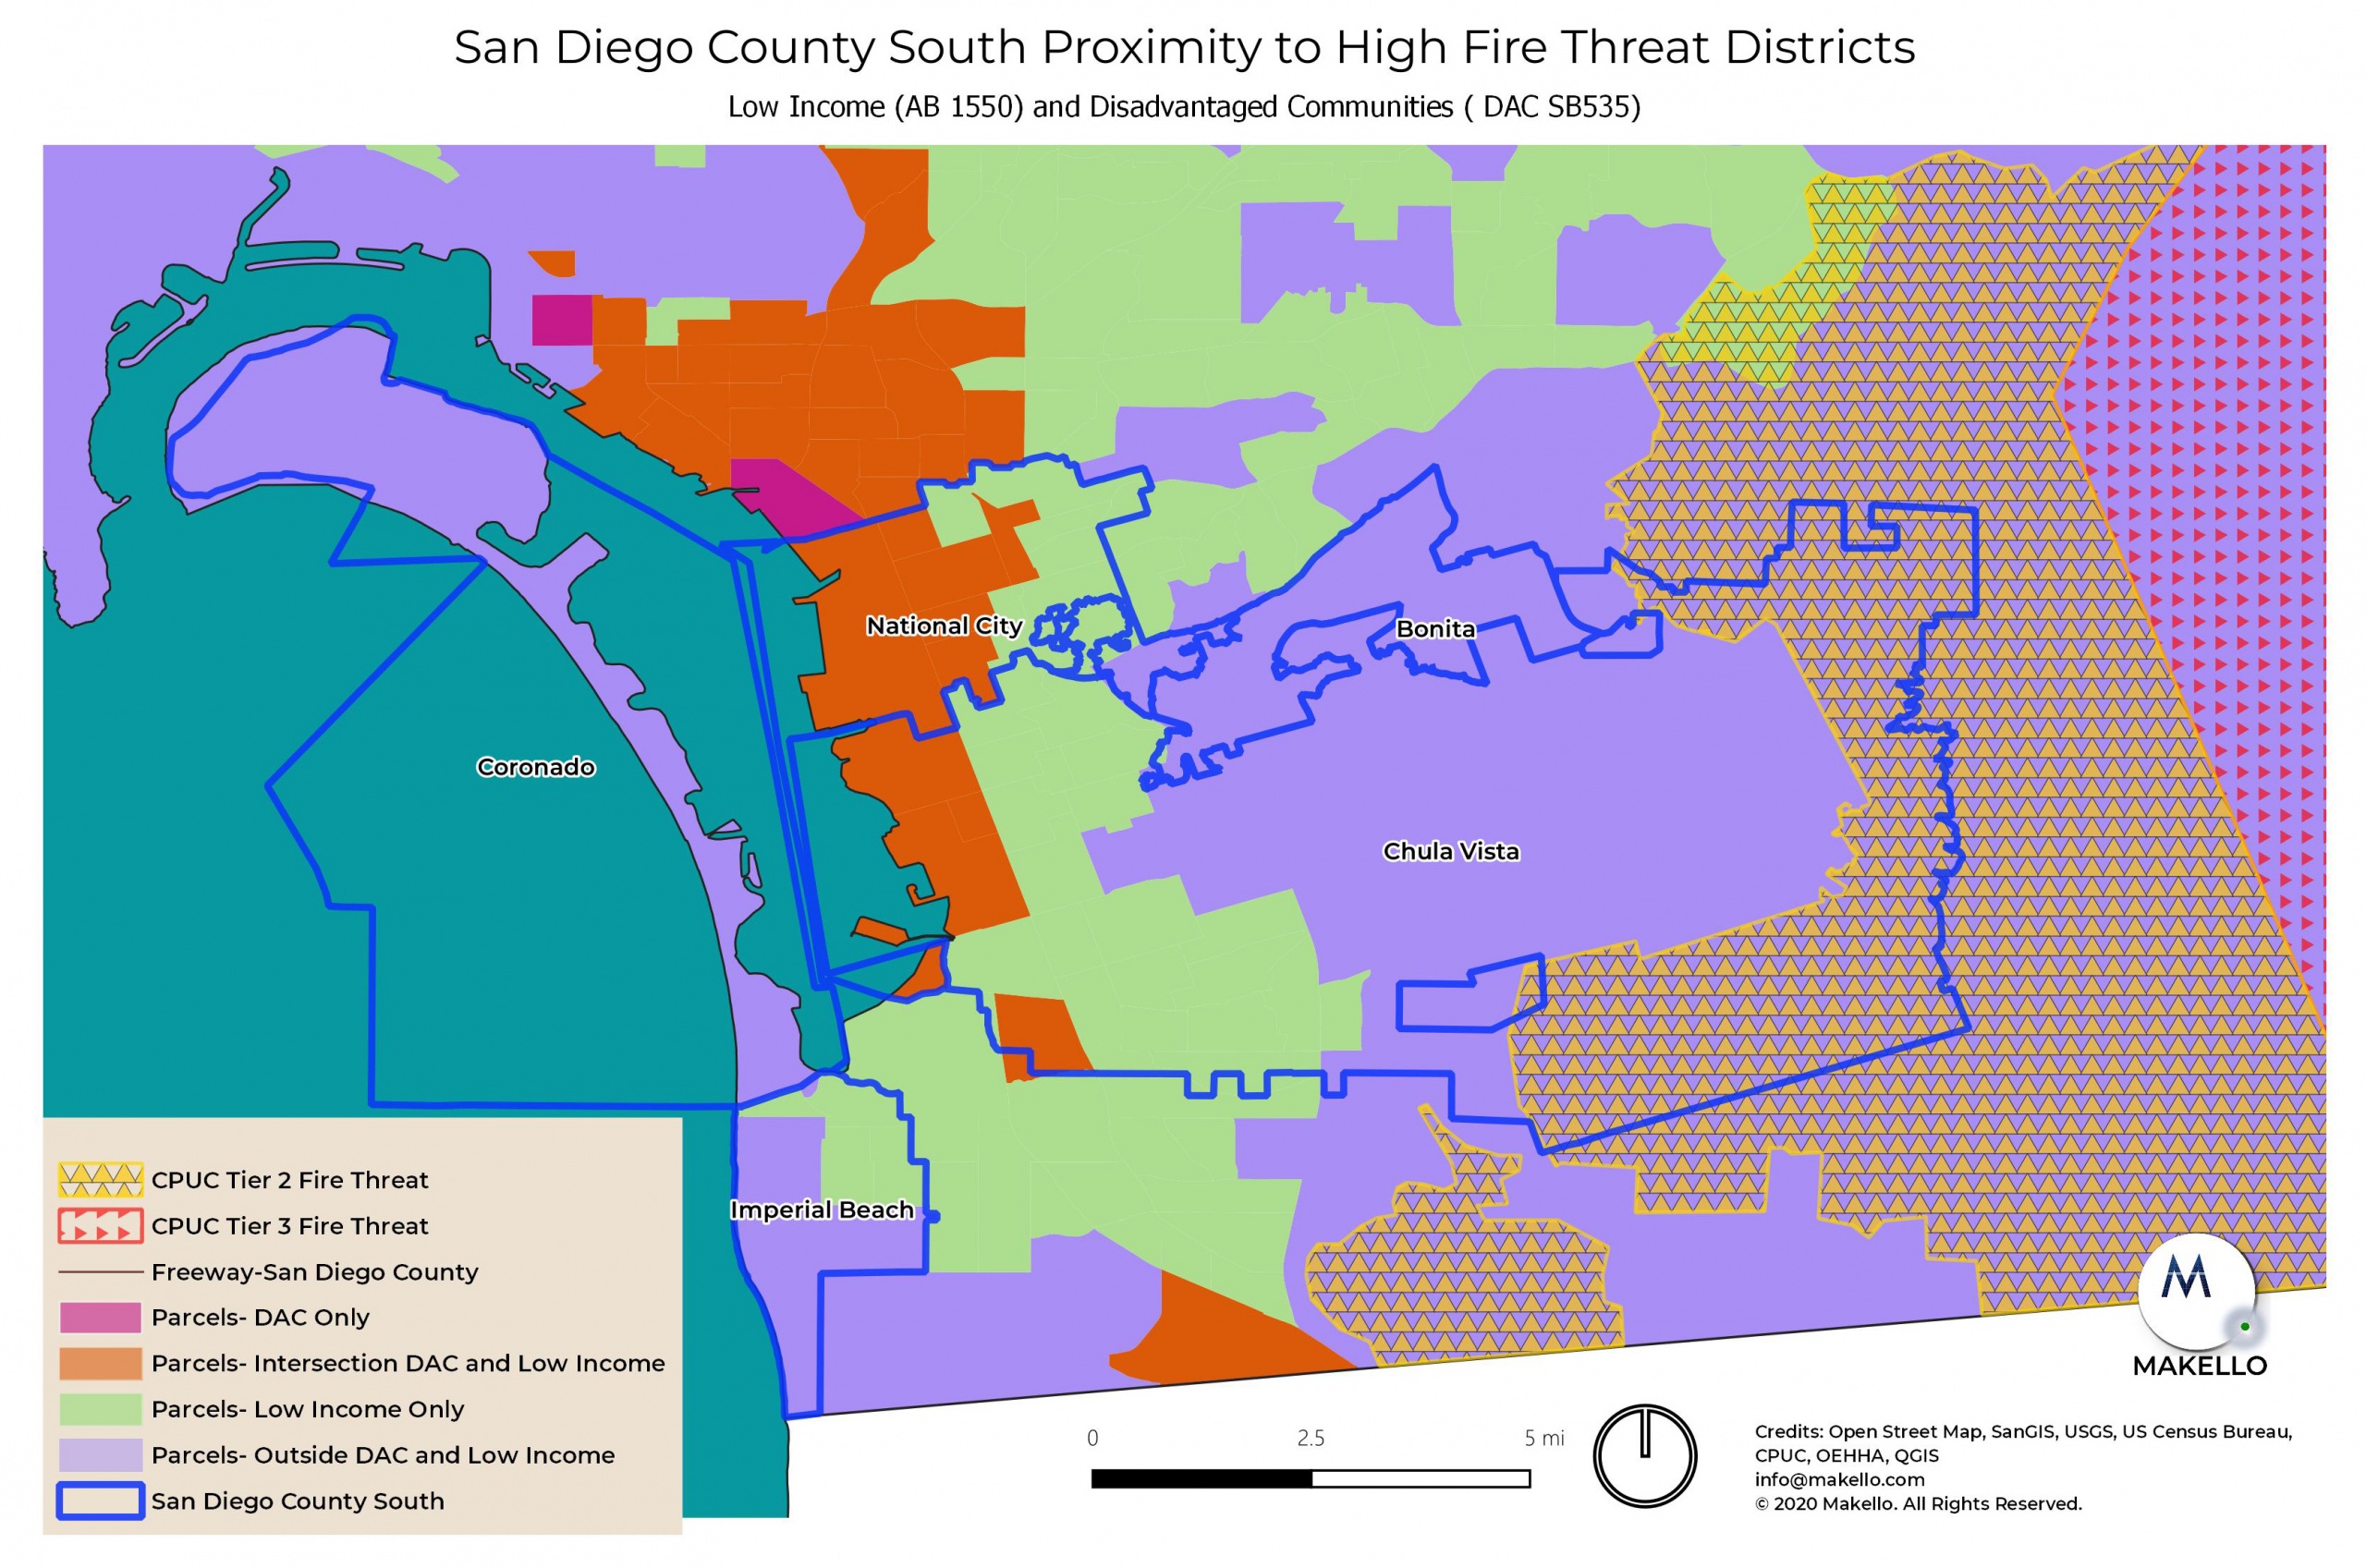 San Diego County South Proximity to High Fire Threat Districts
Low Income (AB 1550) and Disadvantaged Communities ( DAC SB535)
National City
Bonita
Coronado
Chula Vista
Imperial Beach
CPUC Tier 2 Fire Threat
CPUC Tier 3 Fire Threat
Freeway-San Diego County
Parcels- DAC Only
Parcels- Intersection DAC and Low Income
Parcels- Low Income Only
Parcels- Outside DAC and Low Income
San Diego County South
M
MAKELLO
0 2.5 5 mi
Credits: Open Street Map, SanGIS, USGS, US Census Bureau,
CPUC, OEHHA, QGIS
info@makello.com
© 2020 Makello. All Rights Reserved.